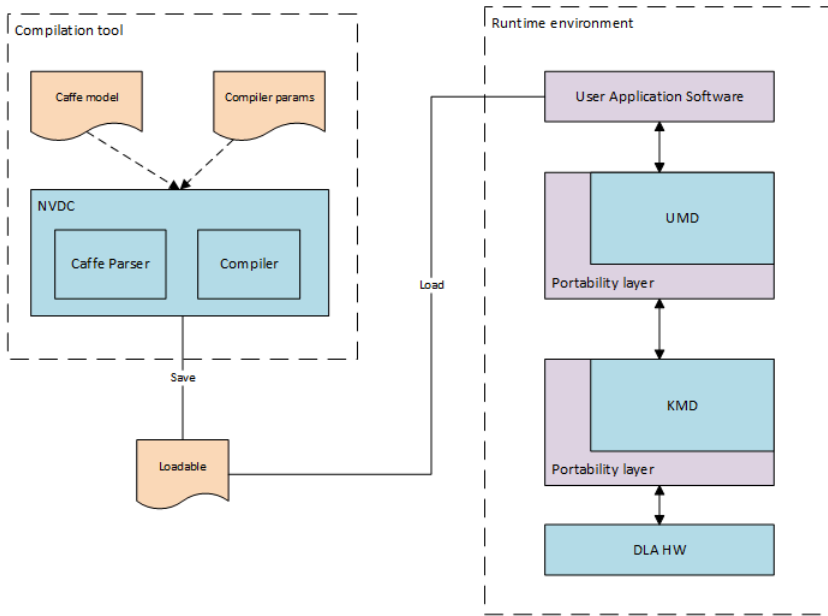 Compilation tool
Caffe model
Compiler params
NVDC
Caffe Parser
Compiler
Save
Loadable
Load
Runtime environment
User Application Software
UMD
Portability layer
KMD
Portability layer
DLA HW